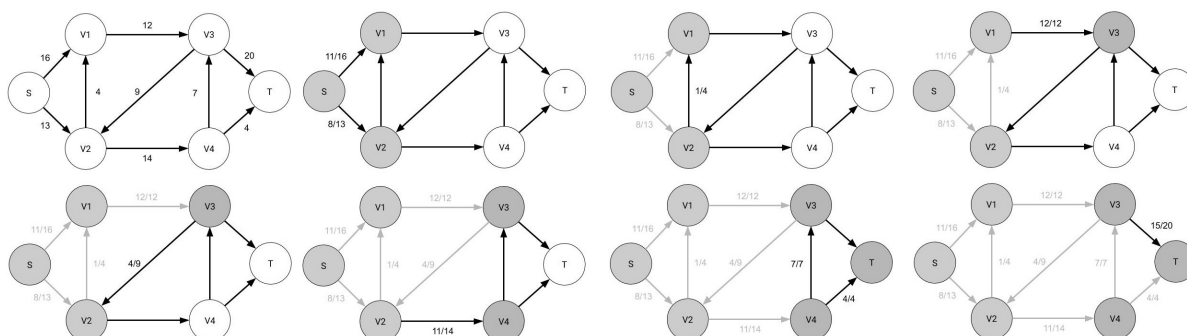 12
V1 V3
16 20
S 4 9 7 T
13 4
V2 V4
14
V1 V3
11/16
S T
8/13
V2 V4
V1 V3
11/16
S 1/4 T
8/13
V2 V4
12/12
V1 V3
11/16
S 1/4 T
8/13
V2 V4
12/12
V1 V3
11/16
S 1/4 4/9 T
8/13
V2 V4
12/12
V1 V3
11/16
S 1/4 4/9 T
8/13
V2 V4
11/14
12/12
V1 V3
11/16
S 1/4 4/9 7/7 T
8/13 4/4
V2 V4
11/14
12/12
V1 V3
11/16 15/20
S 1/4 4/9 7/7 T
8/13 4/4
V2 V4
11/14